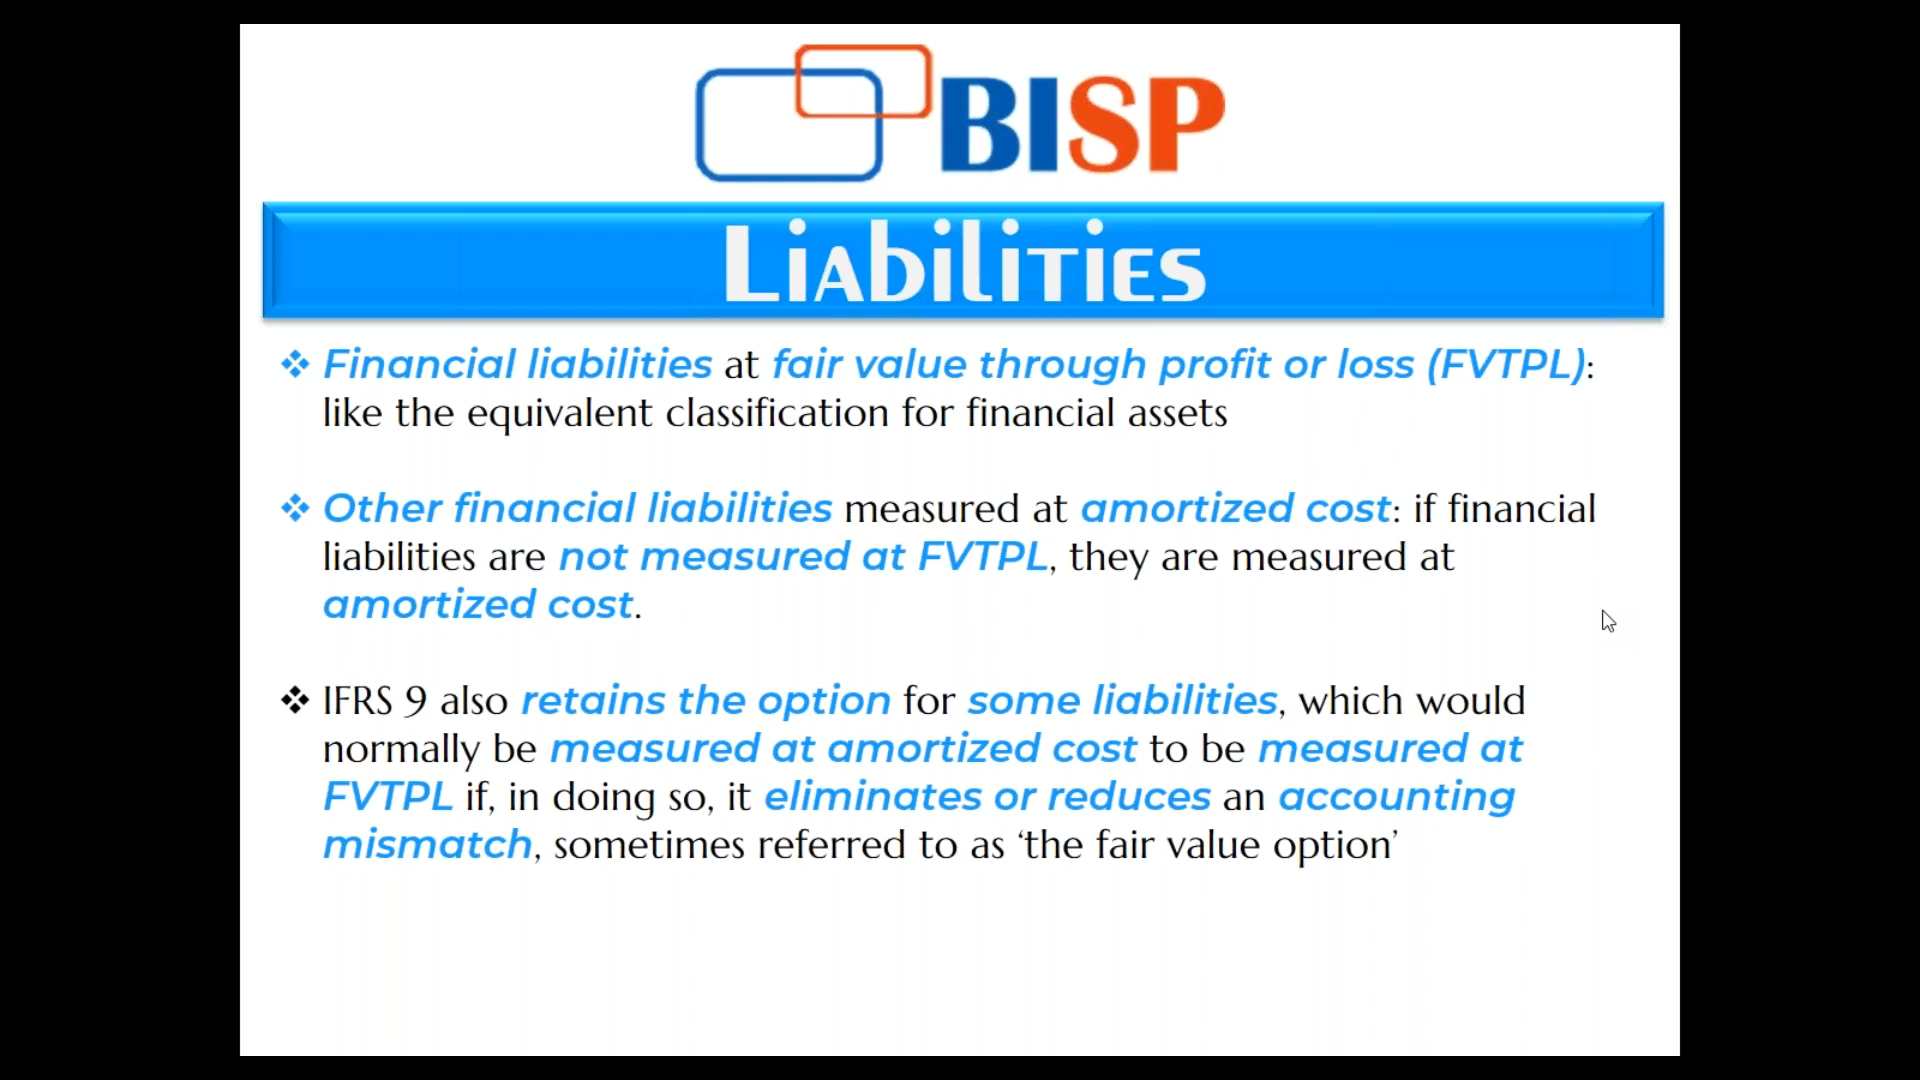 BISP
Liabilities
❖ Financial liabilities at fair value through profit or loss (FVTPL):
like the equivalent classification for financial assets
❖ Other financial liabilities measured at amortized cost: if financial
liabilities are not measured at FVTPL, they are measured at
amortized cost.
❖ IFRS 9 also retains the option for some liabilities, which would
normally be measured at amortized cost to be measured at
FVTPL if, in doing so, it eliminates or reduces an accounting
mismatch, sometimes referred to as ‘the fair value option’